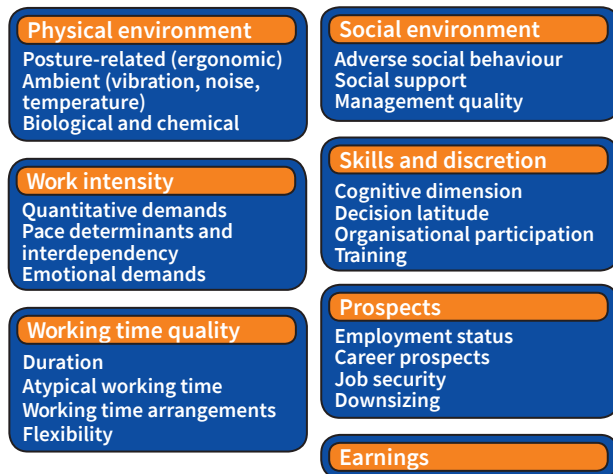 Physical environment
Posture-related (ergonomic)
Ambient (vibration, noise,
temperature)
Biological and chemical
Work intensity
Quantitative demands
Pace determinants and
interdependency
Emotional demands
Working time quality
Duration
Atypical working time
Working time arrangements
Flexibility
Social environment
Adverse social behaviour
Social support
Management quality
Skills and discretion
Cognitive dimension
Decision latitude
Organisational participation
Training
Prospects
Employment status
Career prospects
Job security
Downsizing
Earnings